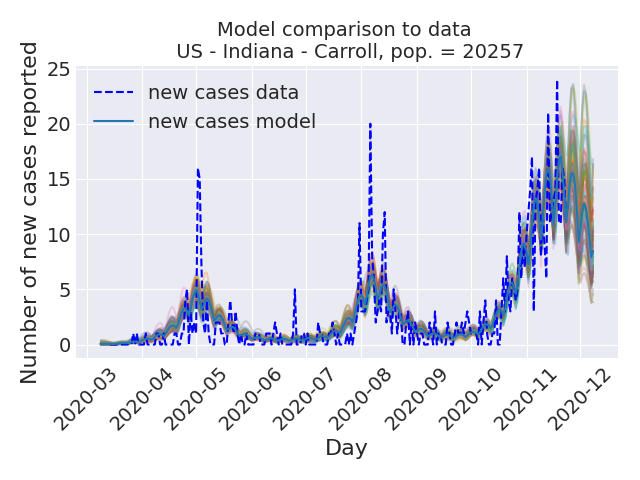 Model comparison to data
US - Indiana - Carroll, pop. = 20257
Number of new cases reported
25
20
15
10
5
0
new cases data
new cases model
2020-03
2020-04
2020-05
2020-06
2020-07
2020-08
2020-09
2020-10
2020-11
2020-12
Day